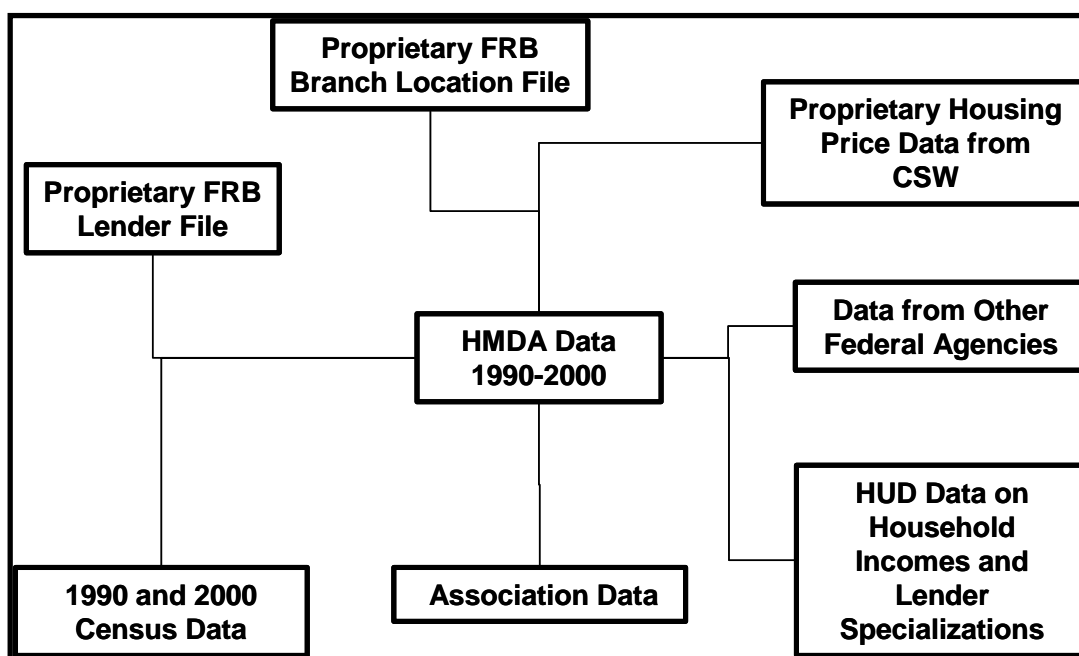 Proprietary FRB
Branch Location File
Proprietary Housing
Price Data from
CSW
Proprietary FRB
Lender File
Data from Other
Federal Agencies
HMDA Data
1990-2000
HUD Data on
Household
Incomes and
Lender
Specializations
1990 and 2000
Census Data
Association Data